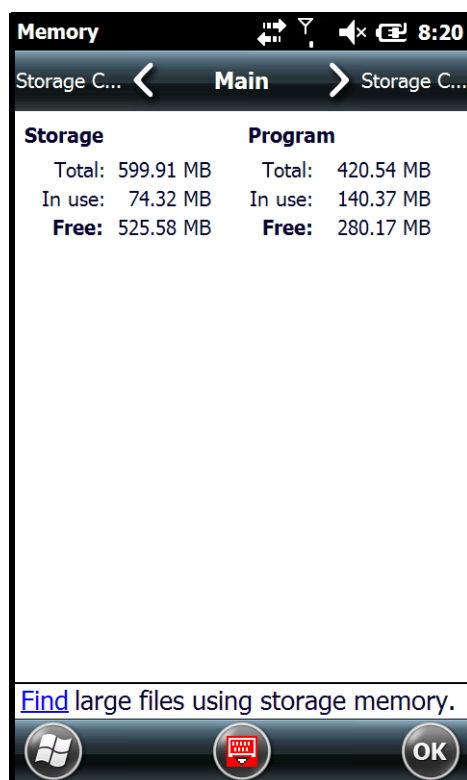 Memory 8:20
Storage C... Main Storage C...
Storage Program
Total: 599.91 MB Total: 420.54 MB
In use: 74.32 MB In use: 140.37 MB
Free: 525.58 MB Free: 280.17 MB
Find large files using storage memory.
OK